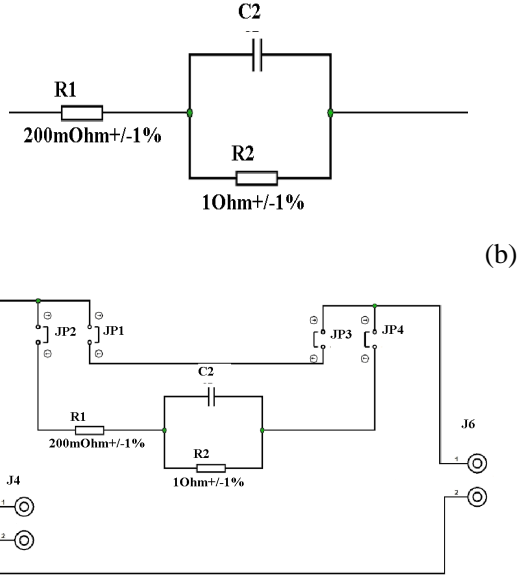 C2
R1
200mOhm+/-1%
R2
1Ohm+/-1%
(b)
JP2
JP1
JP3
JP4
C2
R1
200mOhm+/-1%
R2
1Ohm+/-1%
J6
1
2
J4
1
2